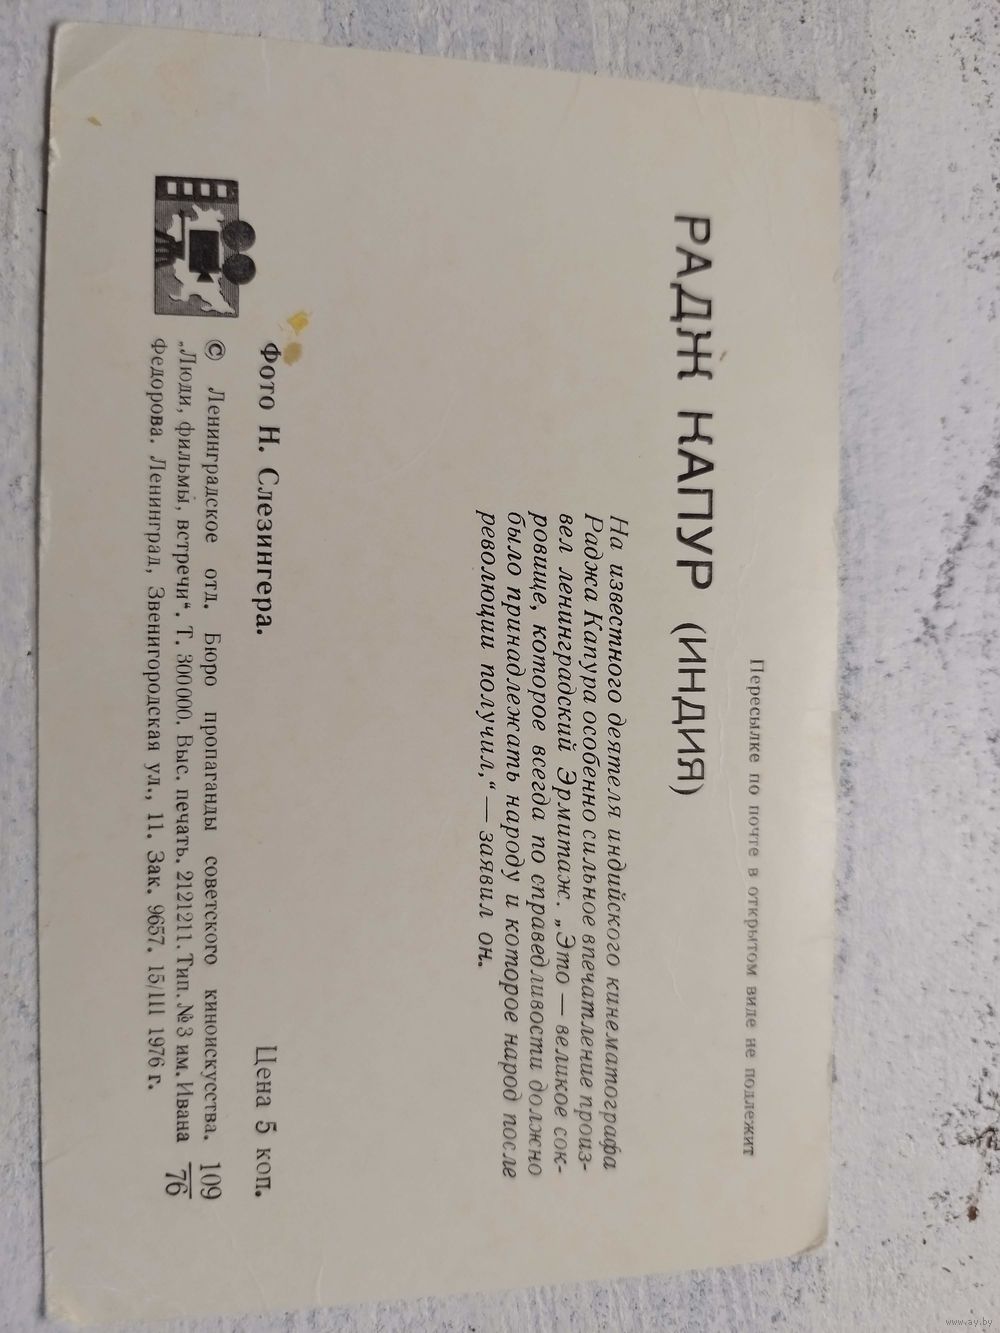 Пересылке по почте в открытом виде не подлежит
РАДЖ КАПУР (ИНДИЯ)
На известного деятеля индийского кинематографа
Раджа Капура особенно сильное впечатление произ-
вел ленинградский Эрмитаж. „Это — великое сок-
ровище, которое всегда по справедливости должно
было принадлежать народу и которое народ после
революции получил,“ — заявил он.
Фото Н. Слезингера.
Цена 5 коп.
© Ленинградское отд. Бюро пропаганды советского киноискусства.
„Люди, фильмы, встречи“. Т. 300000. Выс. печать. 2121211. Тип. № 3 им. Ивана
Федорова. Ленинград, Звенигородская ул., 11. Зак. 9657. 15/III 1976 г.
109
76
www.ay.by